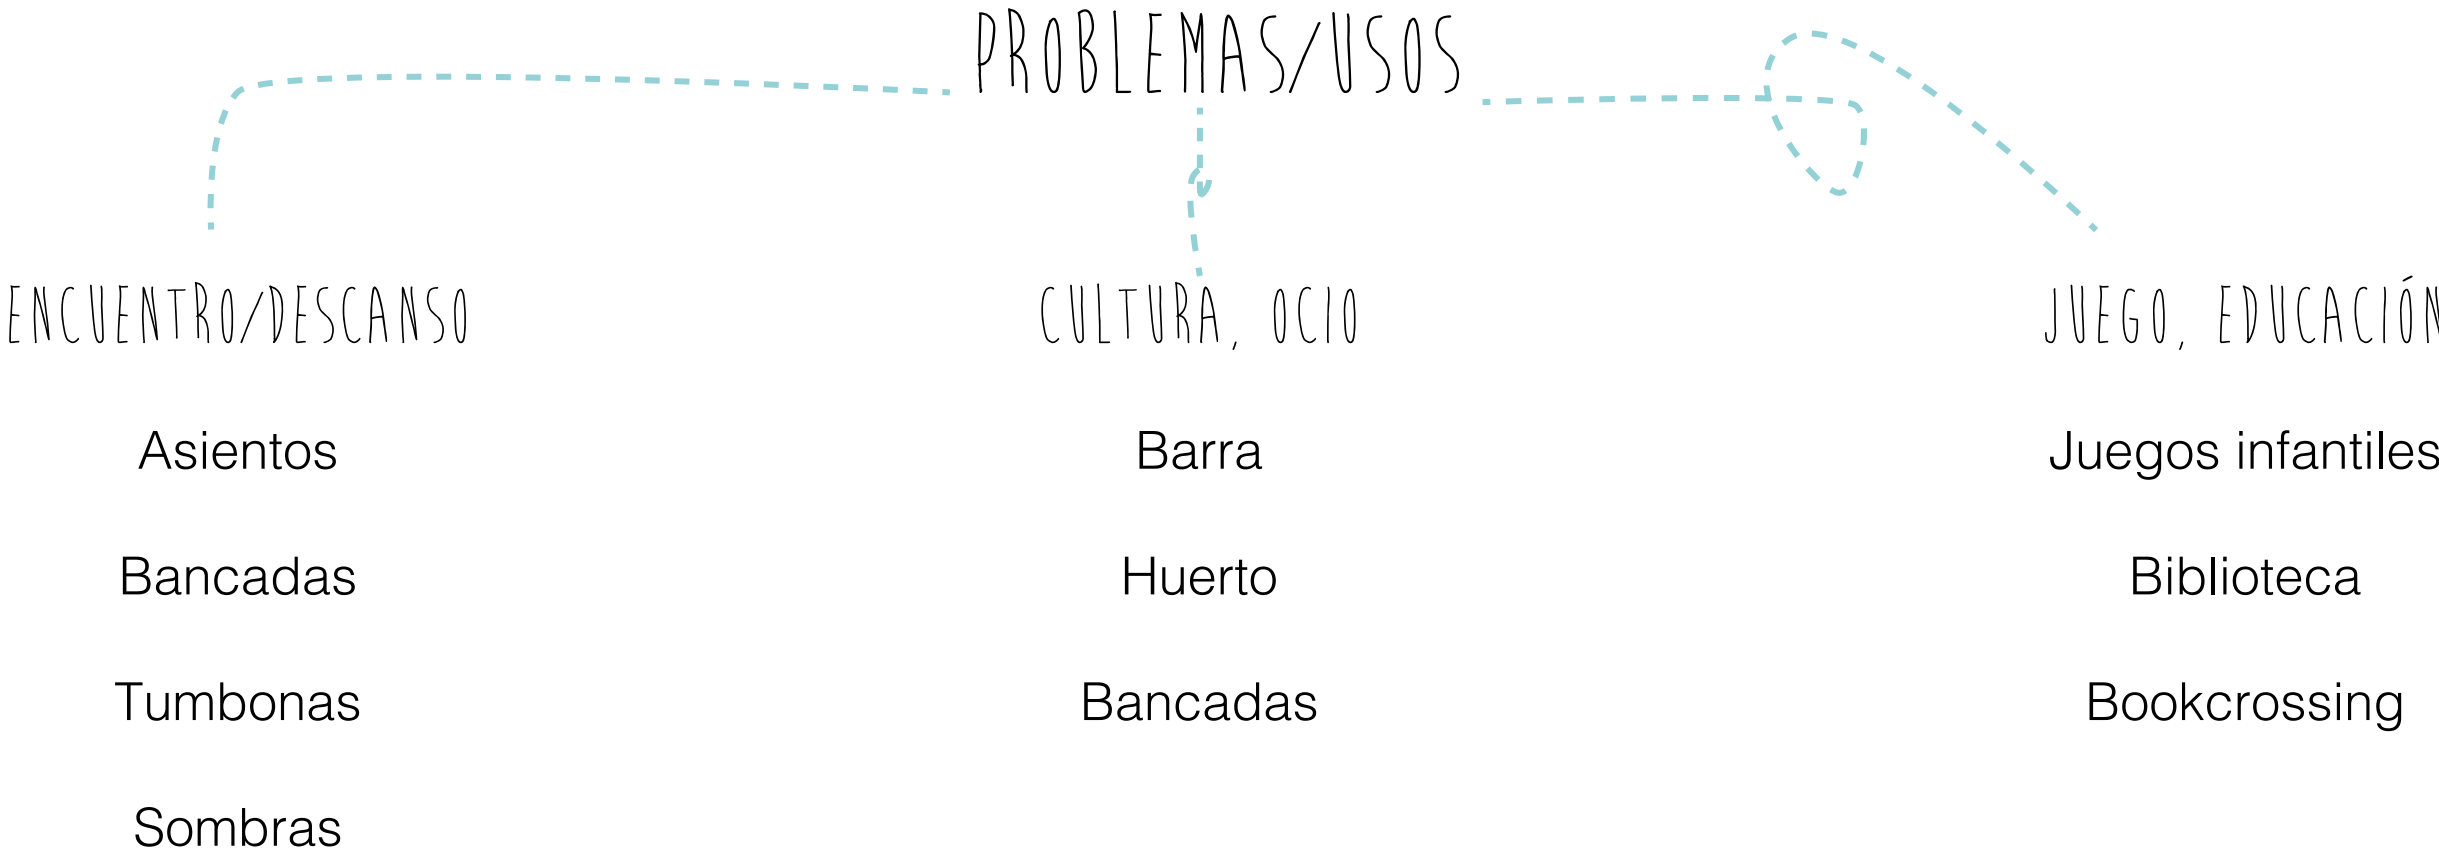 PROBLEMAS/USOS
ENCUENTRO/DESCANSO
Asientos
Bancadas
Tumbonas
Sombras
CULTURA, OCIO
Barra
Huerto
Bancadas
JUEGO, EDUCACIÓN
Juegos infantiles
Biblioteca
Bookcrossing